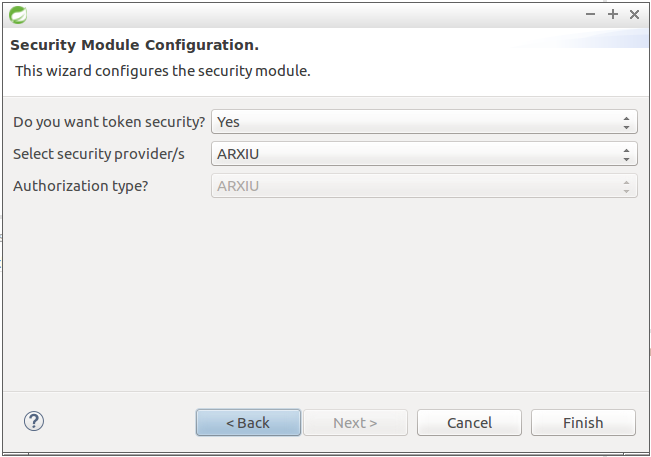 Security Module Configuration.
This wizard configures the security module.
Do you want token security? Yes
Select security provider/s ARXIU
Authorization type? ARXIU
? < Back Next > Cancel Finish